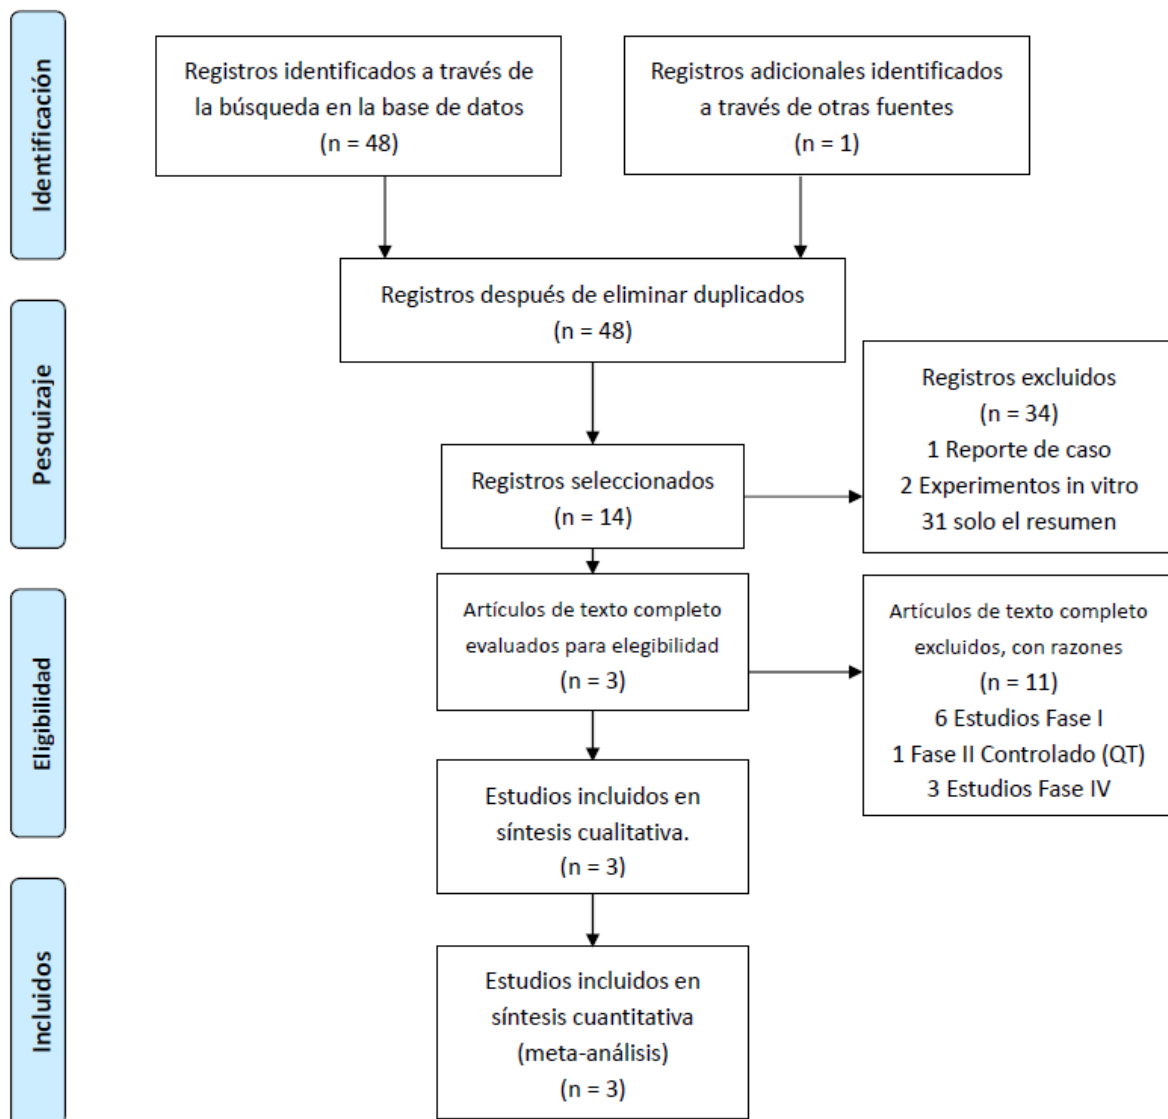 Identificación
Registros identificados a través de
la búsqueda en la base de datos
(n = 48)
Registros adicionales identificados
a través de otras fuentes
(n = 1)
Registros después de eliminar duplicados
(n = 48)
Pesquizaje
Registros seleccionados
(n = 14)
Registros excluidos
(n = 34)
1 Reporte de caso
2 Experimentos in vitro
31 solo el resumen
Eligibilidad
Artículos de texto completo
evaluados para elegibilidad
(n = 3)
Artículos de texto completo
excluidos, con razones
(n = 11)
6 Estudios Fase I
1 Fase II Controlado (QT)
3 Estudios Fase IV
Estudios incluidos en
síntesis cualitativa.
(n = 3)
Incluidos
Estudios incluidos en
síntesis cuantitativa
(meta-análisis)
(n = 3)